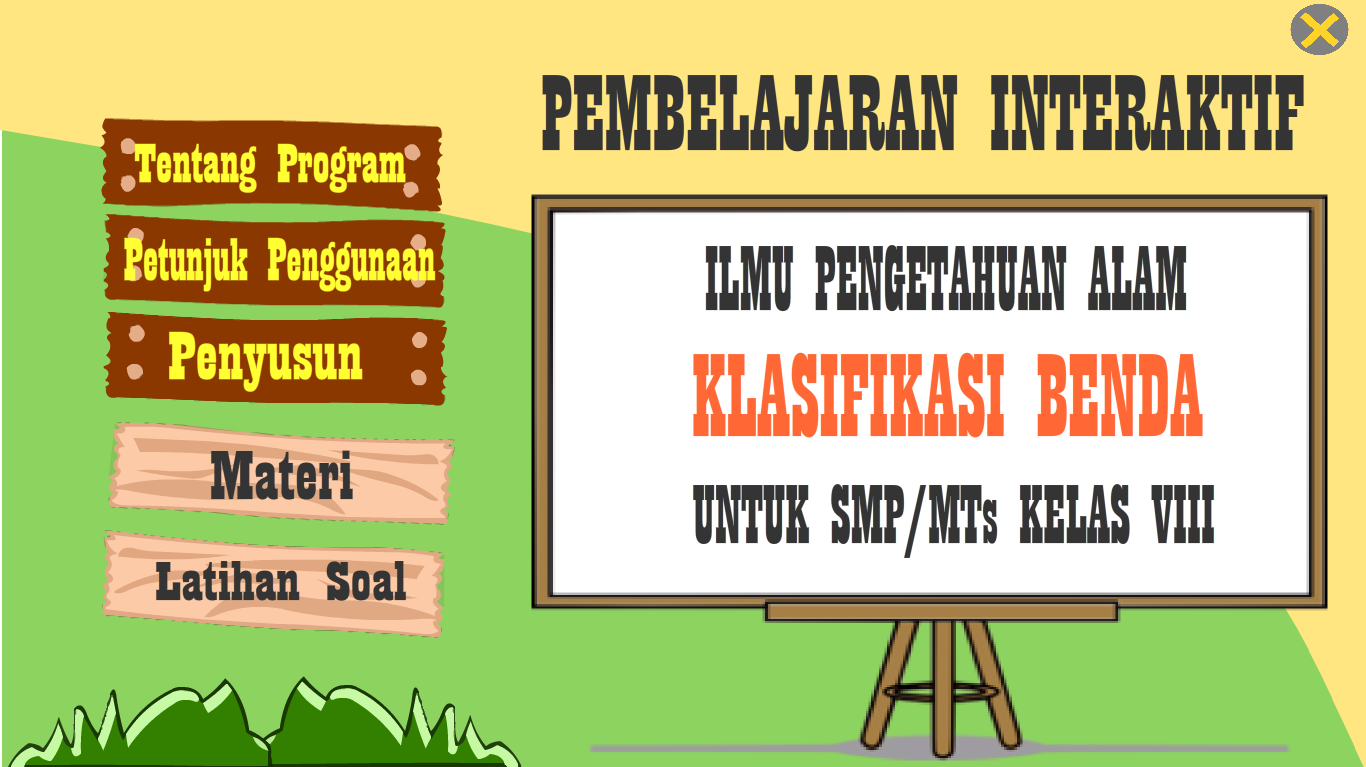 PEMBELAJARAN INTERAKTIF
Tentang Program
Petunjuk Penggunaan
Penyusun
Materi
Latihan Soal
ILMU PENGETAHUAN ALAM
KLASIFIKASI BENDA
UNTUK SMP/MTs KELAS VIII